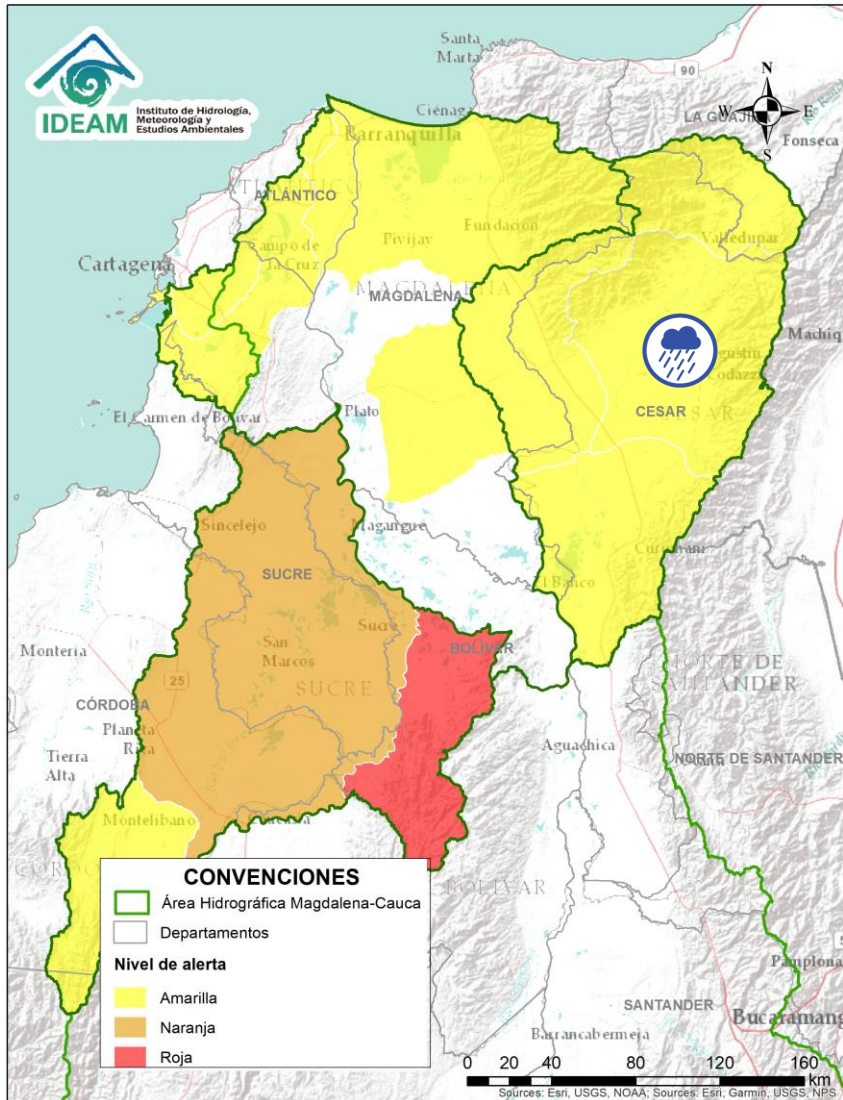 IDEAM
Instituto de Hidrología,
Meteorología y
Estudios Ambientales
Santa
Marta
90
N
W
E
S
LA GUAJIRA
Fonseca
Ciénaga
Barranquilla
ATLÁNTICO
Cartagena
Campo de
la Cruz
Pivijay
Fundación
Valledupar
MAGDALENA
Machiq
Agustín
Codazzi
CESAR
El Carmen de Bolívar
Plato
Sincelejo
Magangue
SUCRE
El Banco
Sucre
San
Marcos
SUCRE
BOLÍVAR
Montería
25
NORTE DE
SANTANDER
CÓRDOBA
Planeta
Rica
Tierra
Alta
Aguachica
NORTE DE SANTANDER
Montelíbano
BOLÍVAR
CONVENCIONES
Área Hidrográfica Magdalena-Cauca
Departamentos
Nivel de alerta
Amarilla
Naranja
Roja
Pamplona
SANTANDER
Bucaramang
Barrancabermeja
0 20 40 80 120 160
Km
Sources: Esri, USGS, NOAA; Sources: Esri, Garmin, USGS, NPS